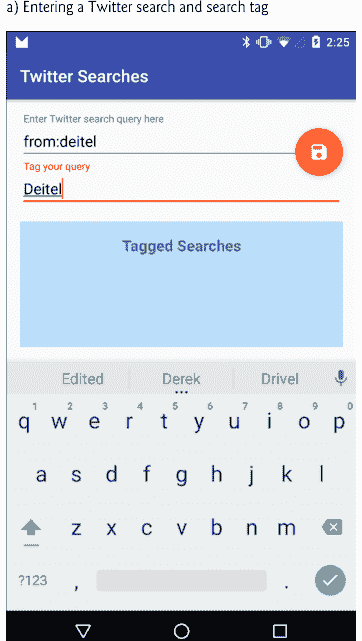 a) Entering a Twitter search and search tag
2:25
Twitter Searches
Enter Twitter search query here
from:deitel
Tag your query
Deitel
Tagged Searches
Edited Derek Drivel
1 2 3 4 5 6 7 8 9 0
q w e r t y u i o p
a s d f g h j k l
z x c v b n m
?123 , .